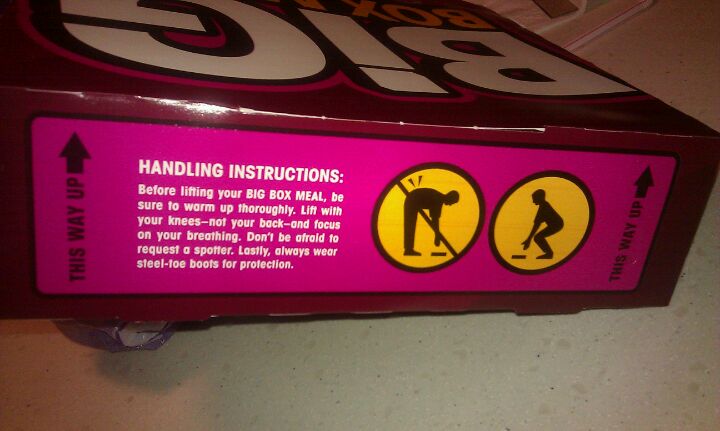 BIG
BOX
THIS WAY UP
HANDLING INSTRUCTIONS:
Before lifting your BIG BOX MEAL, be
sure to warm up thoroughly. Lift with
your knees—not your back—and focus
on your breathing. Don't be afraid to
request a spotter. Lastly, always wear
steel-toe boots for protection.
THIS WAY UP